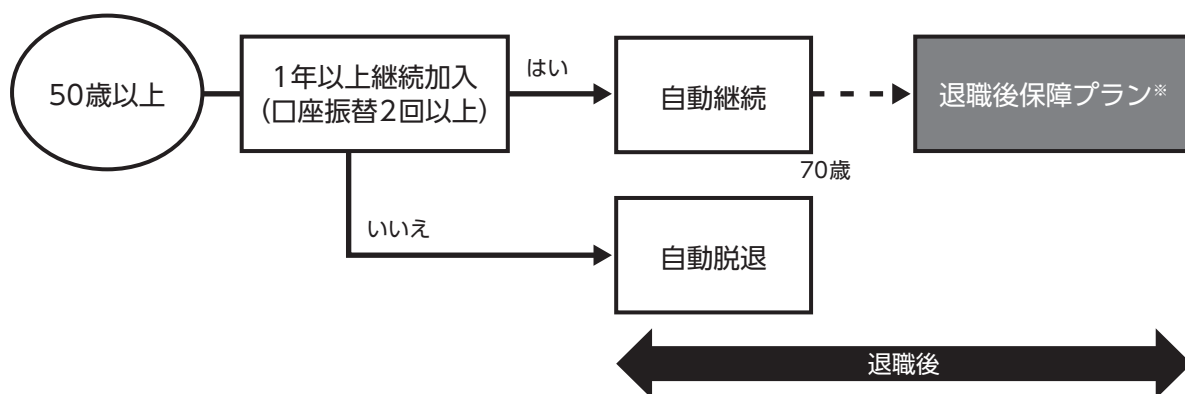 50歳以上
1年以上継続加入
（口座振替2回以上）
はい
自動継続
退職後保障プラン※
70歳
いいえ
自動脱退
退職後